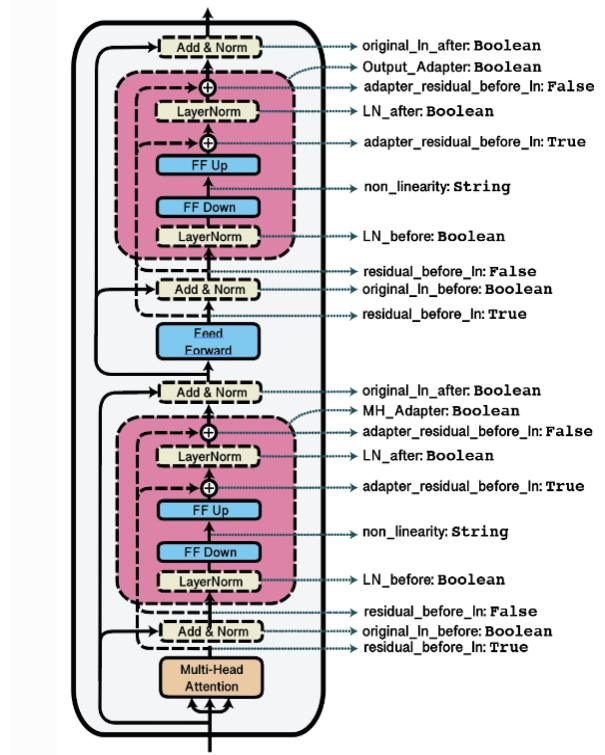 Add & Norm
original_ln_after: Boolean
Output_Adapter: Boolean
adapter_residual_before_ln: False
LayerNorm
LN_after: Boolean
adapter_residual_before_ln: True
FF Up
non_linearity: String
FF Down
LayerNorm
LN_before: Boolean
residual_before_ln: False
Add & Norm
original_ln_before: Boolean
residual_before_ln: True
Feed
Forward
Add & Norm
original_ln_after: Boolean
MH_Adapter: Boolean
adapter_residual_before_ln: False
LayerNorm
LN_after: Boolean
adapter_residual_before_ln: True
FF Up
non_linearity: String
FF Down
LayerNorm
LN_before: Boolean
residual_before_ln: False
Add & Norm
original_ln_before: Boolean
residual_before_ln: True
Multi-Head
Attention